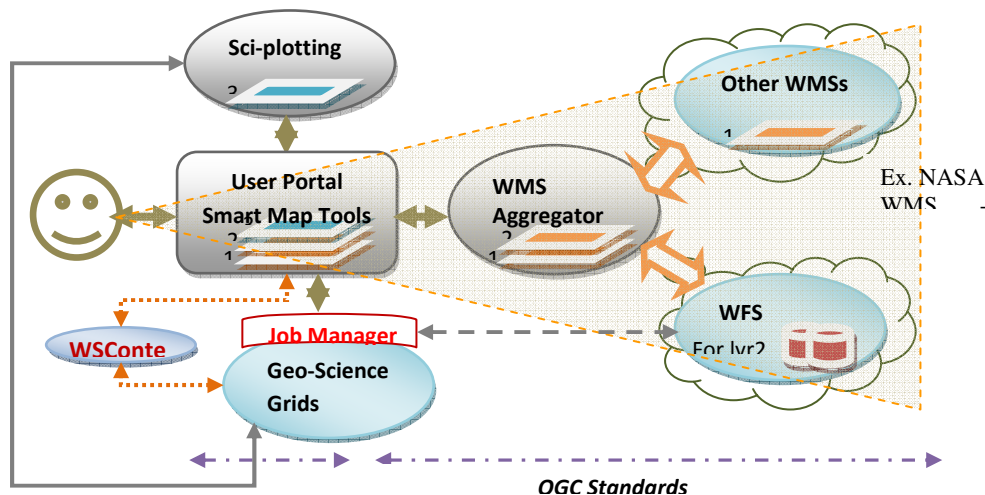 Sci-plotting
3
Other WMSs
1
User Portal
Smart Map Tools
2
1
WMS
Aggregator
2
1
Ex. NASA
WMS
WFS
For lyr2
Job Manager
WSConte
Geo-Science
Grids
OGC Standards